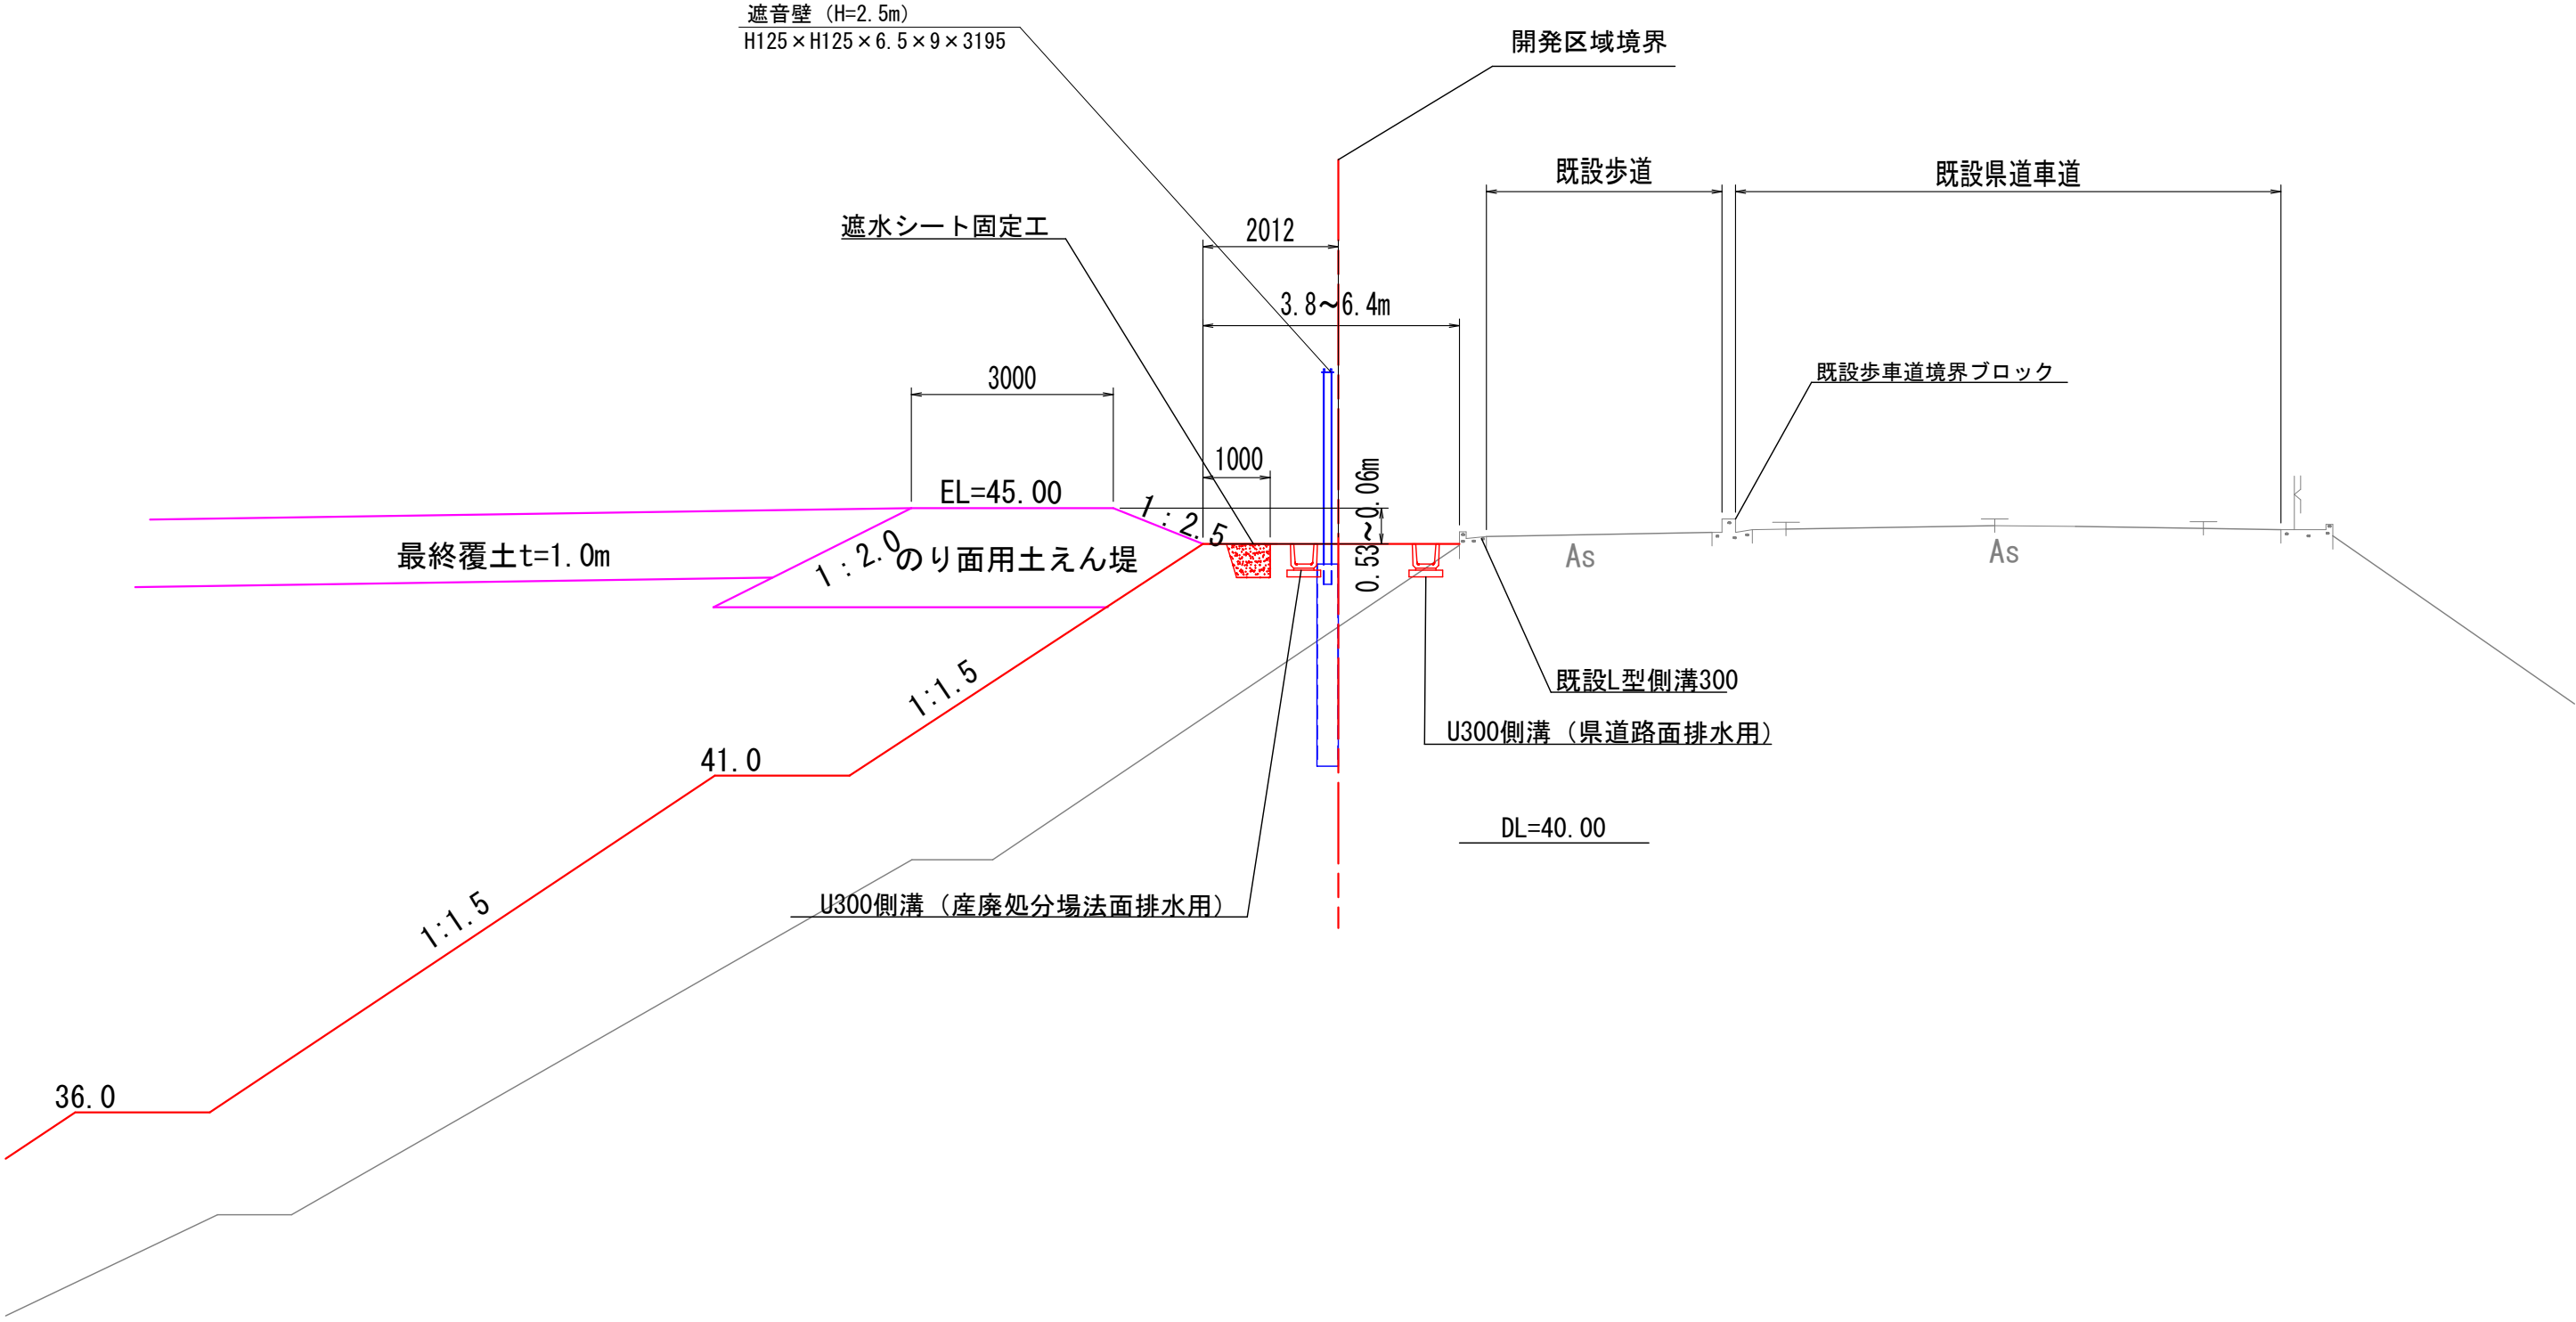 遮音壁 (H=2.5m)
H125×H125×6.5×9×3195
開発区域境界
既設歩道
既設県道車道
遮水シート固定工
2012
3.8～6.4m
3000
既設歩車道境界ブロック
1000
EL=45.00
1：2.5
0.53～0.06m
最終覆土t=1.0m
1：2.0
のり面用土えん堤
As
As
1:1.5
既設L型側溝300
U300側溝（県道路面排水用）
41.0
DL=40.00
U300側溝（産廃処分場法面排水用）
1:1.5
36.0